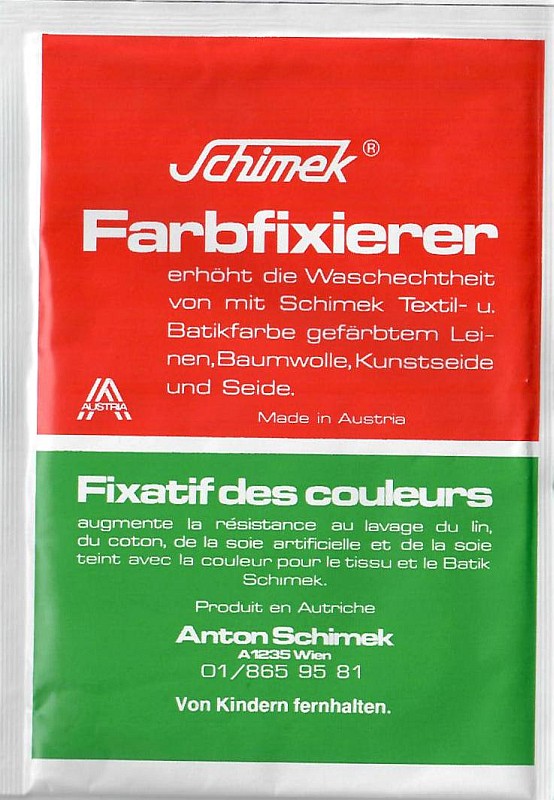 Schimek®
Farbfixierer
erhöht die Waschechtheit
von mit Schimek Textil- u.
Batikfarbe gefärbtem Lei-
nen, Baumwolle, Kunstseide
und Seide.
AUSTRIA
Made in Austria
Fixatif des couleurs
augmente la résistance au lavage du lin,
du coton, de la soie artificielle et de la soie
teint avec la couleur pour le tissu et le Batik
Schimek.
Produit en Autriche
Anton Schimek
A1235 Wien
01/865 95 81
Von Kindern fernhalten.